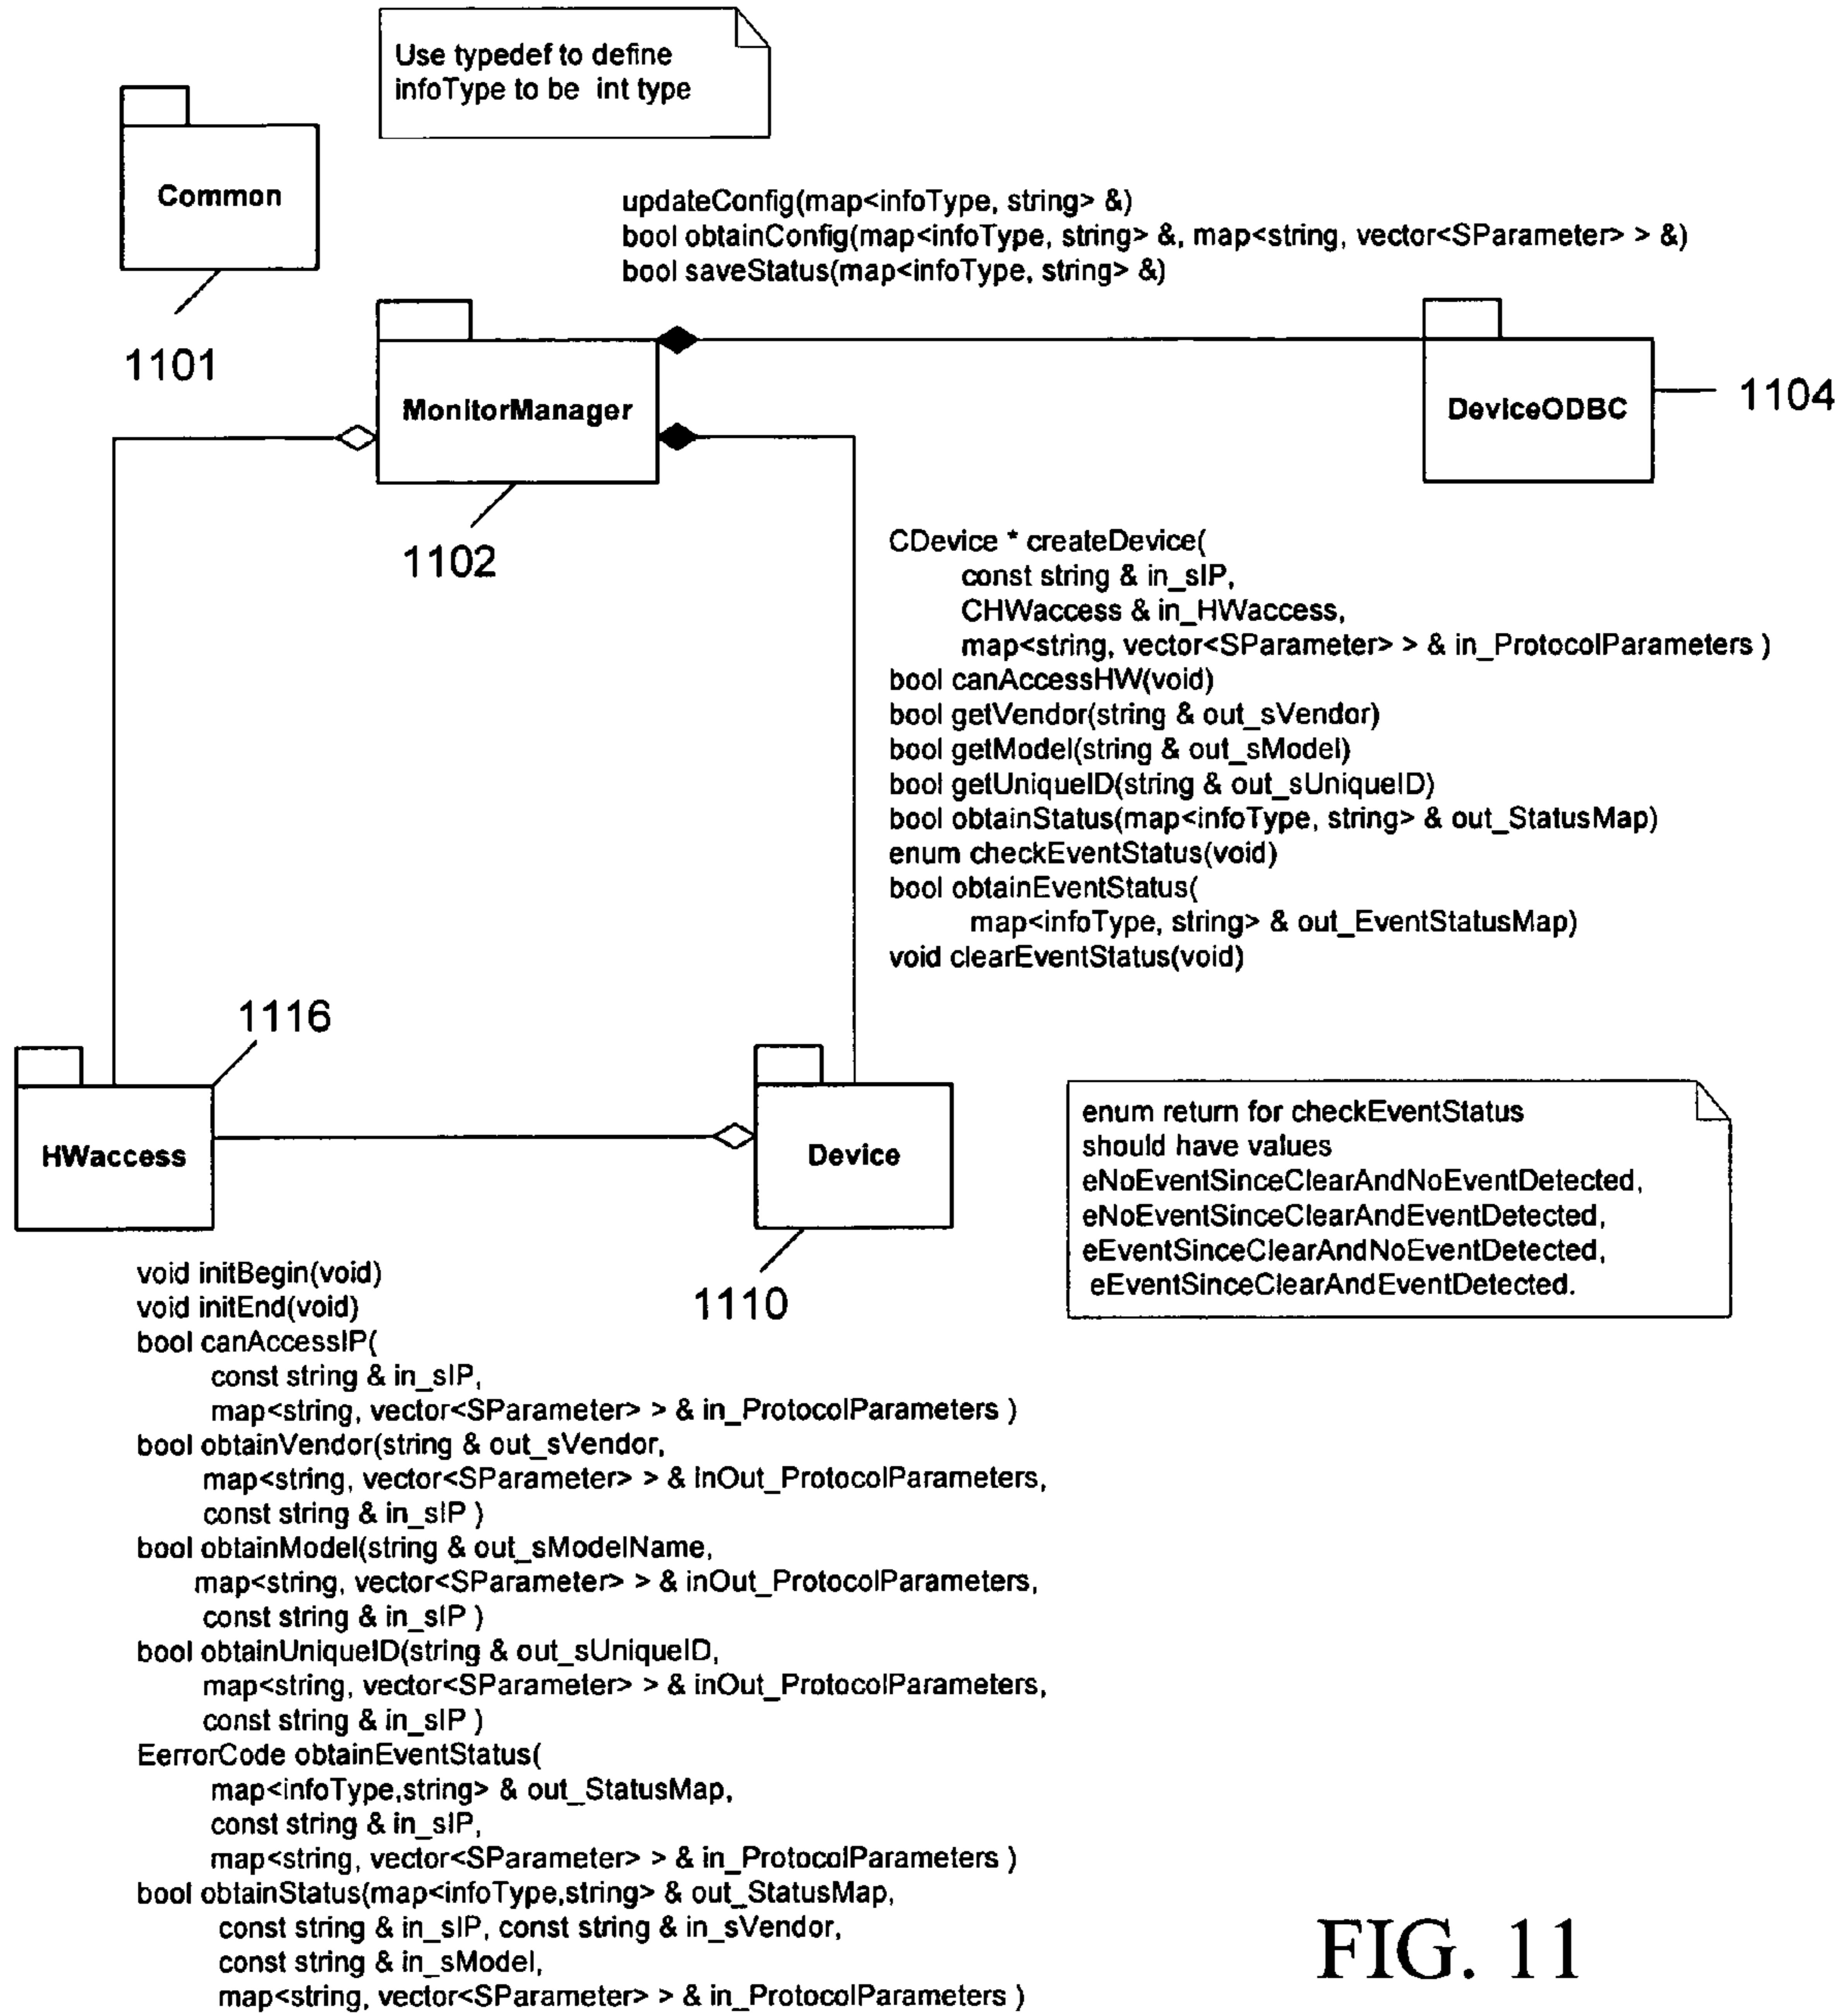 Use typedef to define
infoType to be int type
Common
1101
updateConfig(map<infoType, string> &)
bool obtainConfig(map<infoType, string> &, map<string, vector<SParameter> > &)
bool saveStatus(map<infoType, string> &)
MonitorManager
1102
DeviceODBC
1104
CDevice * createDevice(
const string & in_sIP,
CHWaccess & in_HWaccess,
map<string, vector<SParameter> > & in_ProtocolParameters )
bool canAccessHW(void)
bool getVendor(string & out_sVendor)
bool getModel(string & out_sModel)
bool getUniqueID(string & out_sUniqueID)
bool obtainStatus(map<infoType, string> & out_StatusMap)
enum checkEventStatus(void)
bool obtainEventStatus(
map<infoType, string> & out_EventStatusMap)
void clearEventStatus(void)
1116
HWaccess
Device
1110
enum return for checkEventStatus
should have values
eNoEventSinceClearAndNoEventDetected,
eNoEventSinceClearAndEventDetected,
eEventSinceClearAndNoEventDetected,
eEventSinceClearAndEventDetected.
void initBegin(void)
void initEnd(void)
bool canAccessIP(
const string & in_sIP,
map<string, vector<SParameter> > & in_ProtocolParameters )
bool obtainVendor(string & out_sVendor,
map<string, vector<SParameter> > & inOut_ProtocolParameters,
const string & in_sIP )
bool obtainModel(string & out_sModelName,
map<string, vector<SParameter> > & inOut_ProtocolParameters,
const string & in_sIP )
bool obtainUniqueID(string & out_sUniqueID,
map<string, vector<SParameter> > & inOut_ProtocolParameters,
const string & in_sIP )
EerrorCode obtainEventStatus(
map<infoType,string> & out_StatusMap,
const string & in_sIP,
map<string, vector<SParameter> > & in_ProtocolParameters )
bool obtainStatus(map<infoType,string> & out_StatusMap,
const string & in_sIP, const string & in_sVendor,
const string & in_sModel,
map<string, vector<SParameter> > & in_ProtocolParameters )
FIG. 11